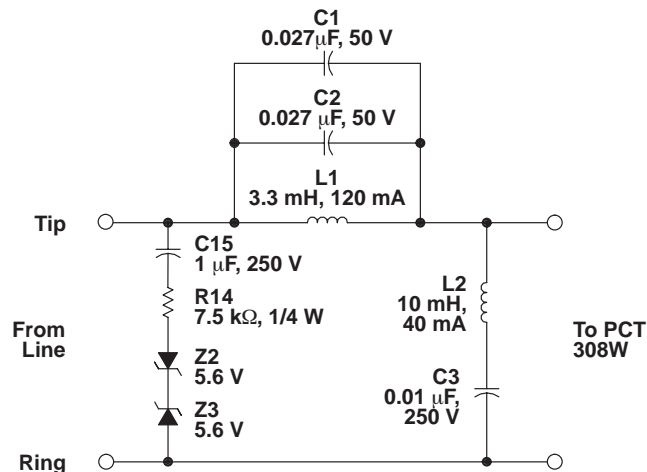 C1
0.027μF, 50 V
C2
0.027 μF, 50 V
L1
3.3 mH, 120 mA
Tip
C15
1 μF, 250 V
R14
7.5 kΩ, 1/4 W
Z2
5.6 V
Z3
5.6 V
From
Line
L2
10 mH,
40 mA
C3
0.01 μF,
250 V
To PCT
308W
Ring